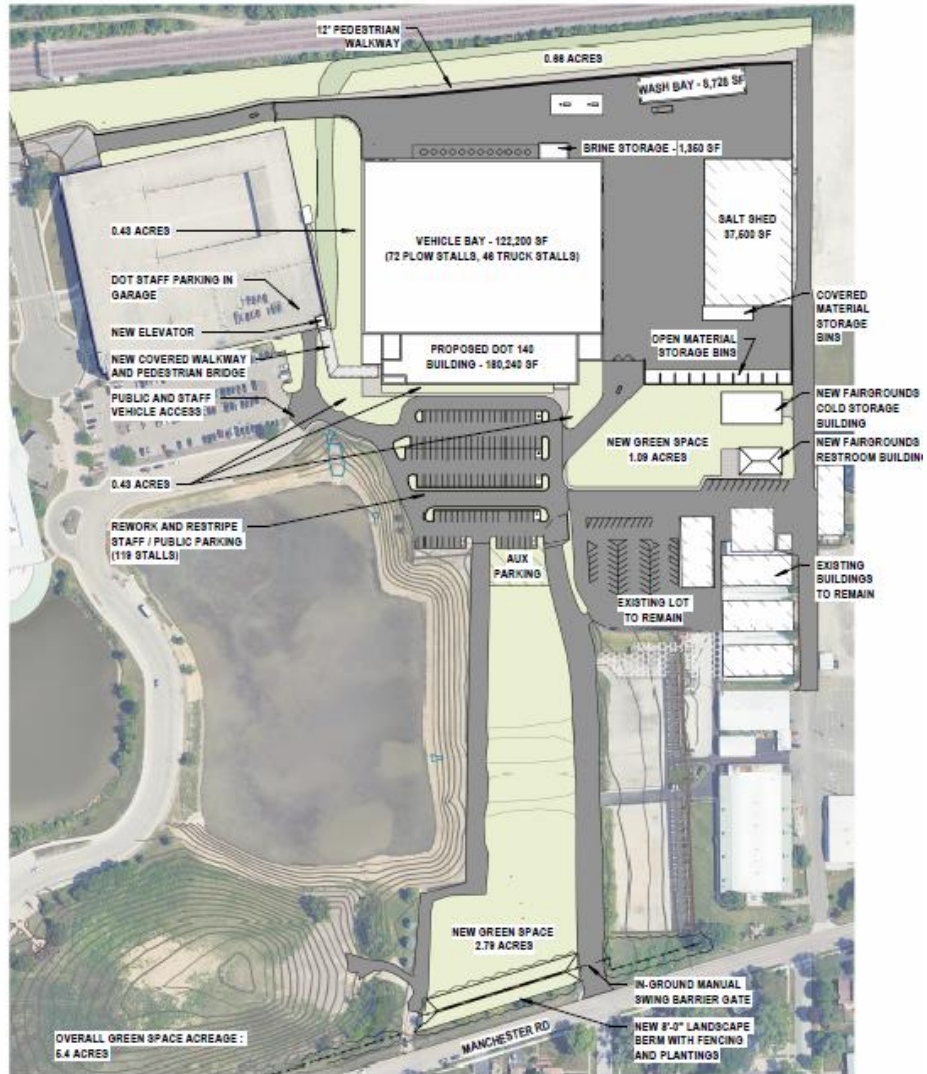 12' PEDESTRIAN
WALKWAY
0.66 ACRES
WASH BAY - 8,728 SF
BRINE STORAGE - 1,350 SF
SALT SHED
37,500 SF
0.43 ACRES
VEHICLE BAY - 122,200 SF
(72 PLOW STALLS, 46 TRUCK STALLS)
DOT STAFF PARKING IN
GARAGE
NEW ELEVATOR
COVERED
MATERIAL
STORAGE
BINS
OPEN MATERIAL
STORAGE BINS
NEW COVERED WALKWAY
AND PEDESTRIAN BRIDGE
PROPOSED DOT 140
BUILDING - 180,240 SF
PUBLIC AND STAFF
VEHICLE ACCESS
NEW FAIRGROUNDS
COLD STORAGE
BUILDING
NEW GREEN SPACE
1.09 ACRES
NEW FAIRGROUNDS
RESTROOM BUILDING
0.43 ACRES
REWORK AND RESTRIPE
STAFF / PUBLIC PARKING
(119 STALLS)
AUX
PARKING
EXISTING LOT
TO REMAIN
EXISTING
BUILDINGS
TO REMAIN
NEW GREEN SPACE
2.79 ACRES
IN-GROUND MANUAL
SWING BARRIER GATE
NEW 8'-0" LANDSCAPE
BERM WITH FENCING
AND PLANTINGS
MANCHESTER RD
OVERALL GREEN SPACE ACREAGE :
5.4 ACRES